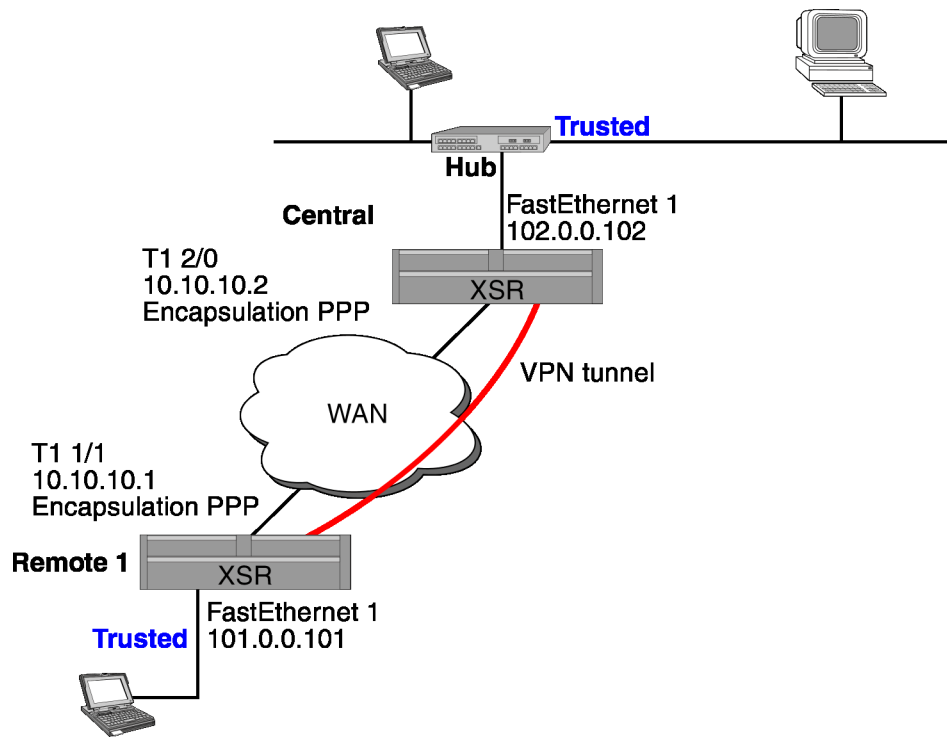 Trusted
Hub
Central
FastEthernet 1
102.0.0.102
T1 2/0
10.10.10.2
Encapsulation PPP
XSR
VPN tunnel
WAN
T1 1/1
10.10.10.1
Encapsulation PPP
Remote 1
XSR
FastEthernet 1
101.0.0.101
Trusted